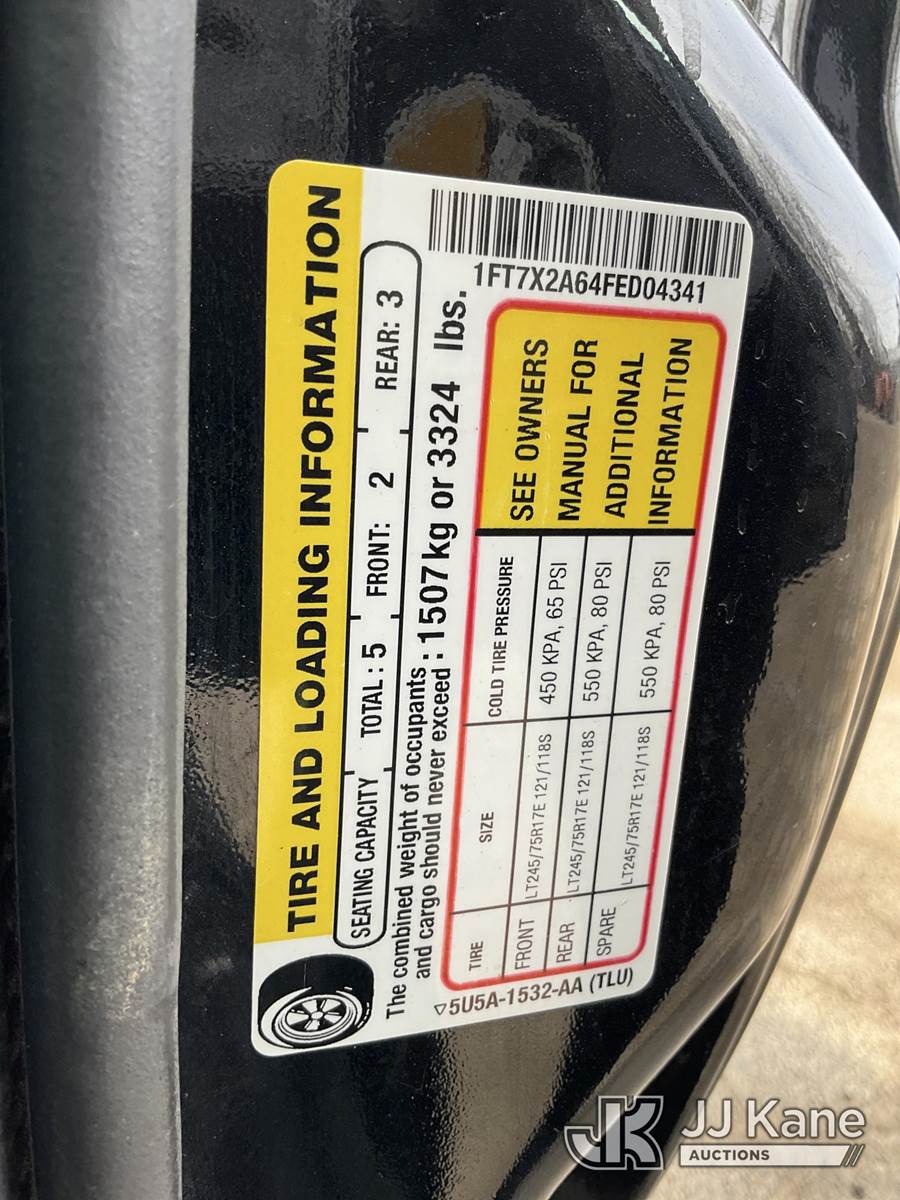 TIRE AND LOADING INFORMATION
SEATING CAPACITY TOTAL : 5 FRONT: 2 REAR: 3
The combined weight of occupants
and cargo should never exceed : 1507 kg or 3324 lbs.
TIRE SIZE COLD TIRE PRESSURE
FRONT LT245/75R17E 121/118S 450 KPA, 65 PSI
REAR LT245/75R17E 121/118S 550 KPA, 80 PSI
SPARE LT245/75R17E 121/118S 550 KPA, 80 PSI
SEE OWNERS
MANUAL FOR
ADDITIONAL
INFORMATION
1FT7X2A64FED04341
▽5U5A-1532-AA (TLU)
JK JJ Kane
AUCTIONS